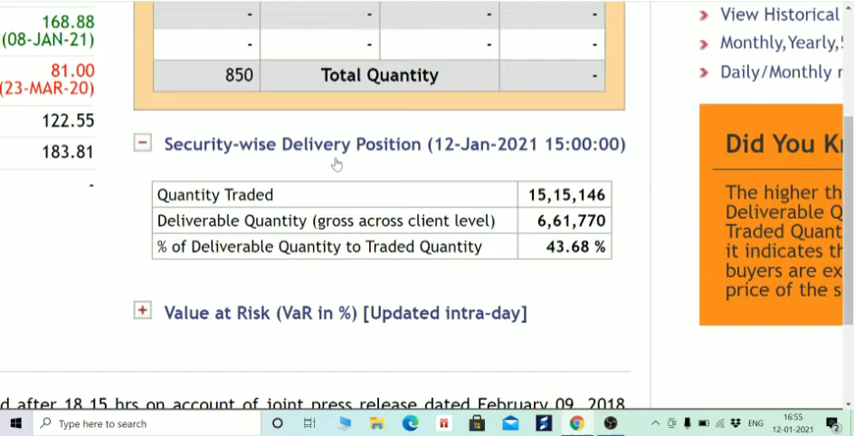 168.88
(08-JAN-21)
81.00
(23-MAR-20)
122.55
183.81
-
- - - -
- - - -
850 Total Quantity -
Security-wise Delivery Position (12-Jan-2021 15:00:00)
Quantity Traded 15,15,146
Deliverable Quantity (gross across client level) 6,61,770
% of Deliverable Quantity to Traded Quantity 43.68 %
Value at Risk (VaR in %) [Updated intra-day]
d after 18.15 hrs on account of joint press release dated February 09, 2018
View Historical
Monthly,Yearly,
Daily/Monthly
Did You K
The higher th
Deliverable Q
Traded Quant
it indicates th
buyers are ex
price of the s
Type here to search
ENG
16:55
12-01-2021
2